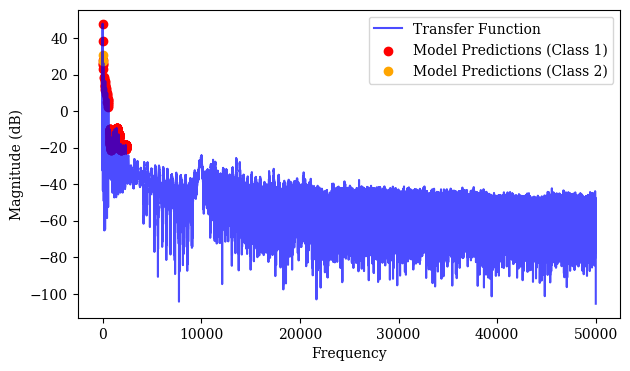 Transfer Function
Model Predictions (Class 1)
Model Predictions (Class 2)
Magnitude (dB)
40
20
0
−20
−40
−60
−80
−100
0
10000
20000
30000
40000
50000
Frequency